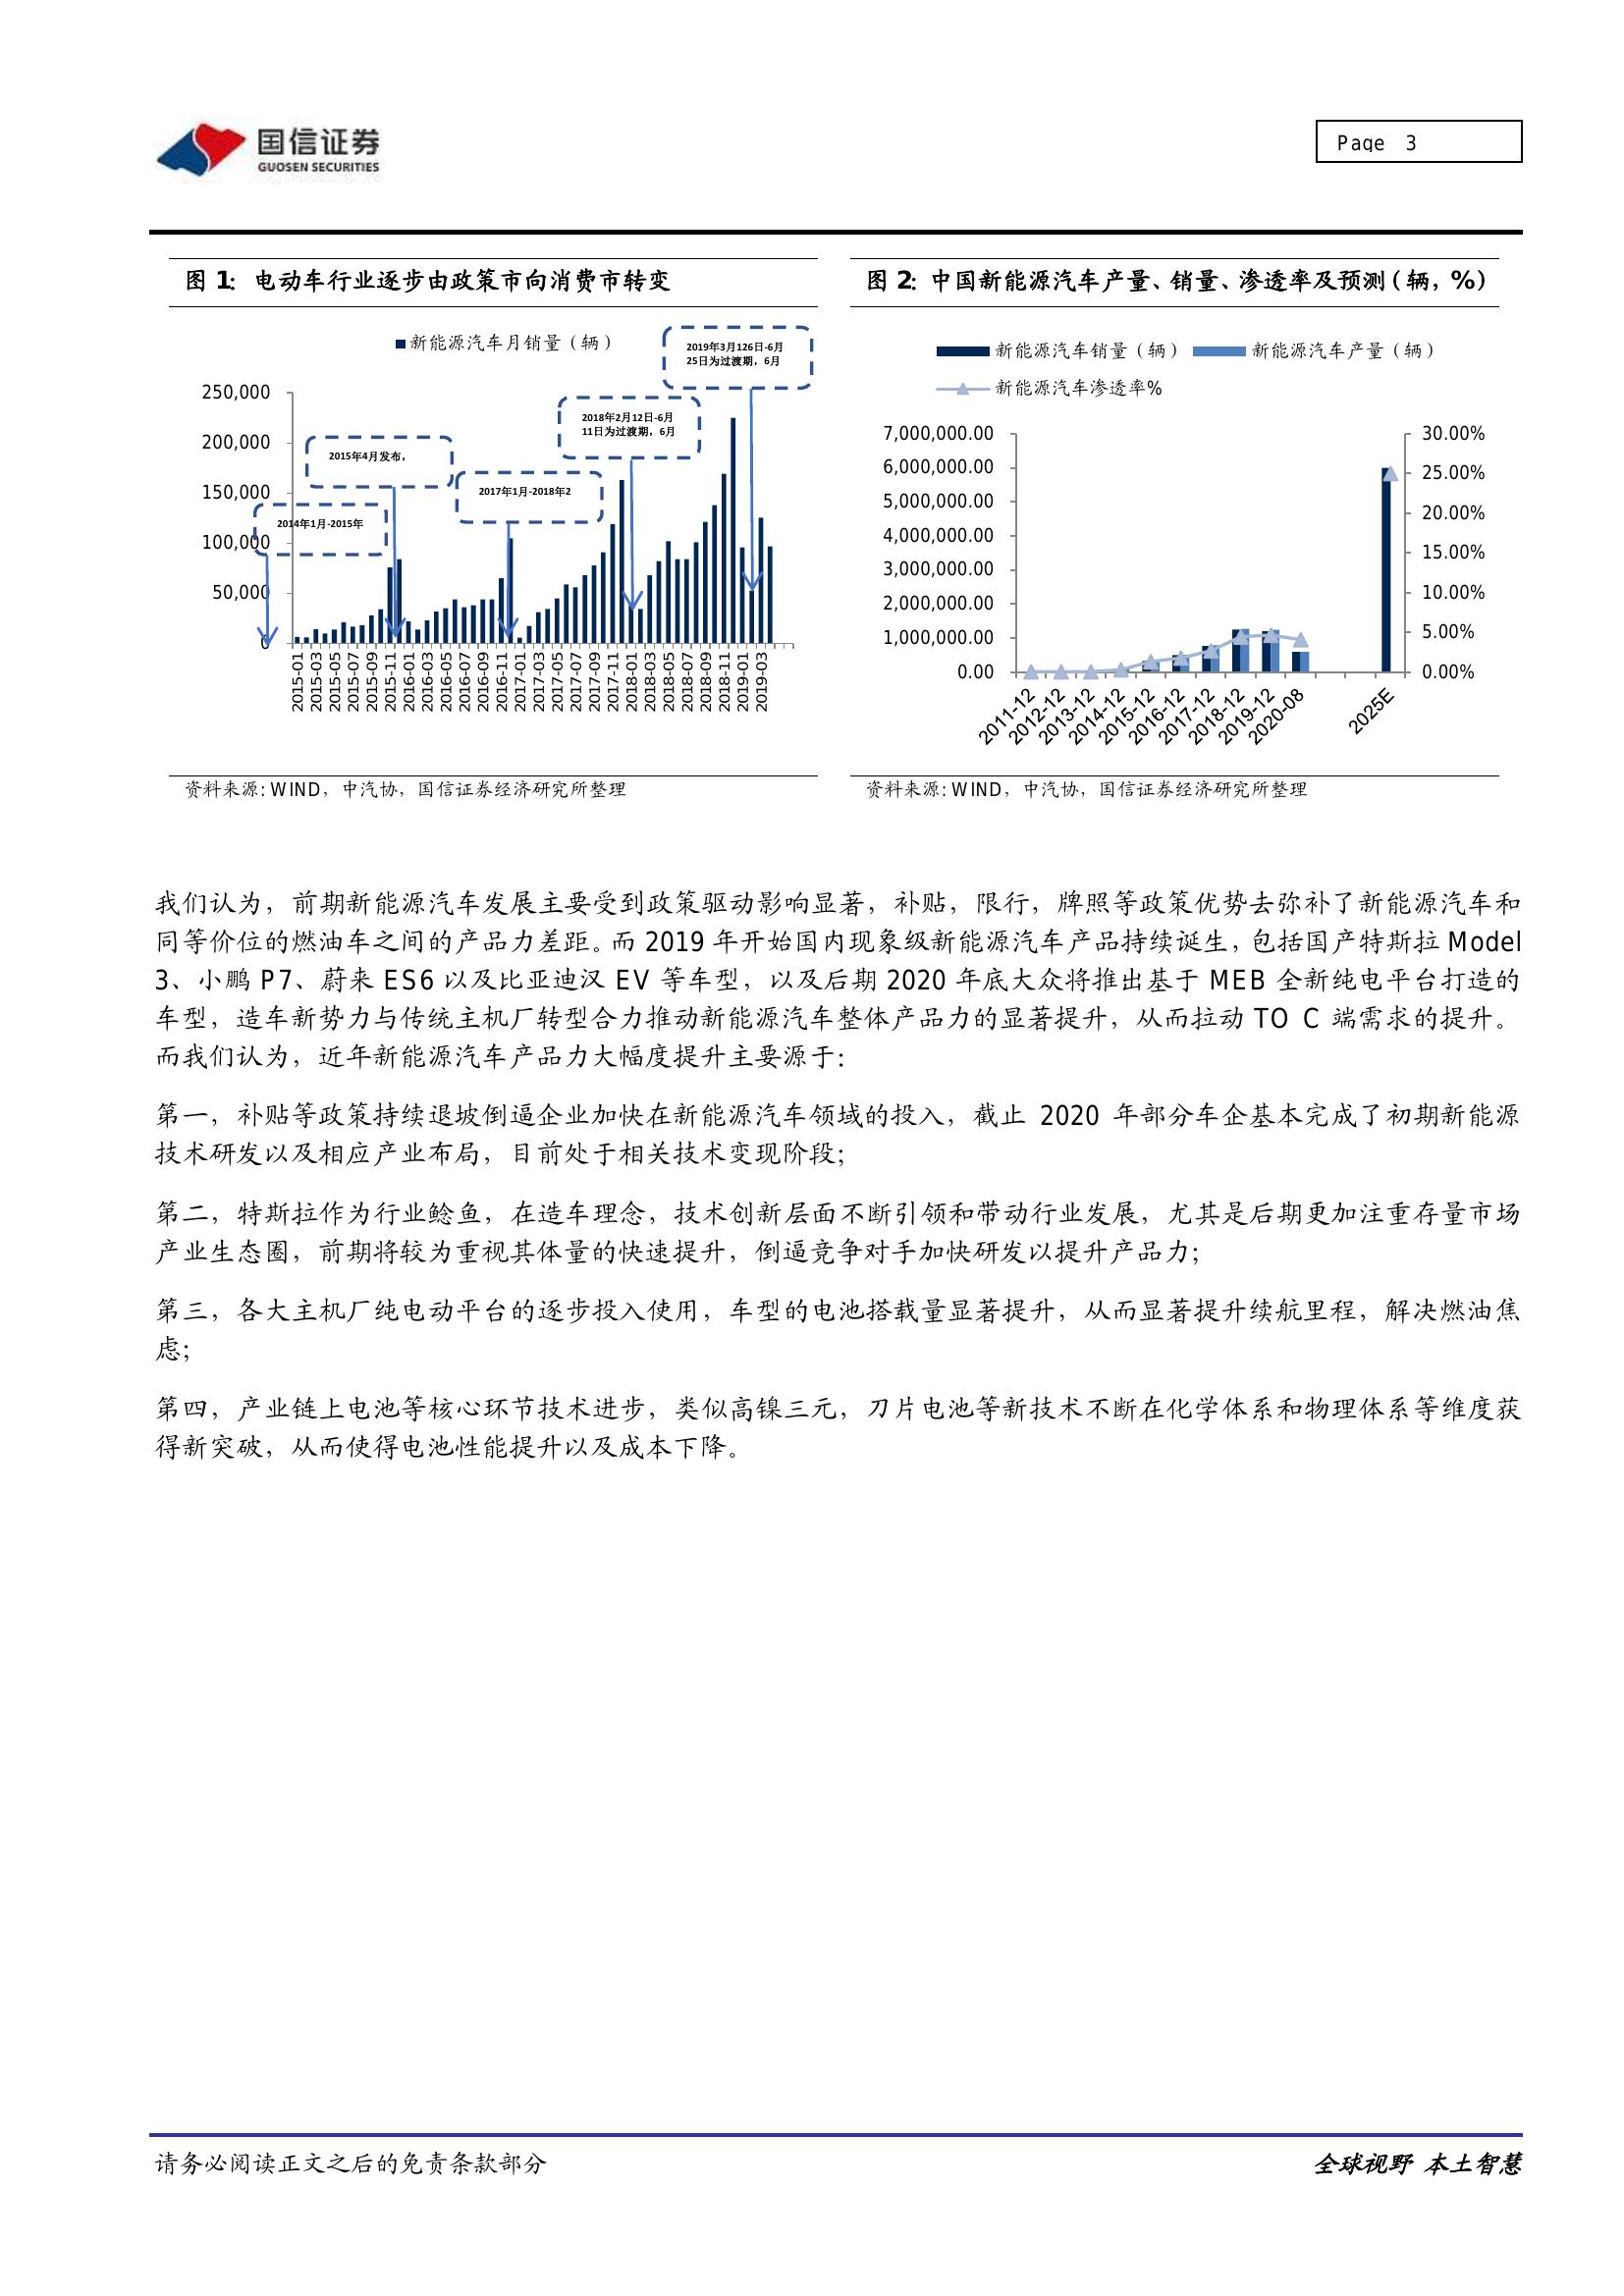 国信证券
GUOSEN SECURITIES
Page 3
图 1：电动车行业逐步由政策市向消费市转变
新能源汽车月销量（辆）
2019年3月126日-6月
25日为过渡期，6月
2018年2月12日-6月
11日为过渡期，6月
2015年4月发布，
2017年1月-2018年2
2014年1月-2015年
250,000
200,000
150,000
100,000
50,000
0
2015-01
2015-03
2015-05
2015-07
2015-09
2015-11
2016-01
2016-03
2016-05
2016-07
2016-09
2016-11
2017-01
2017-03
2017-05
2017-07
2017-09
2017-11
2018-01
2018-03
2018-05
2018-07
2018-09
2018-11
2019-01
2019-03
资料来源：WIND，中汽协，国信证券经济研究所整理
图 2：中国新能源汽车产量、销量、渗透率及预测（辆，%）
新能源汽车销量（辆）
新能源汽车产量（辆）
新能源汽车渗透率%
7,000,000.00
6,000,000.00
5,000,000.00
4,000,000.00
3,000,000.00
2,000,000.00
1,000,000.00
0.00
30.00%
25.00%
20.00%
15.00%
10.00%
5.00%
0.00%
2011-12
2012-12
2013-12
2014-12
2015-12
2016-12
2017-12
2018-12
2019-12
2020-08
2025E
资料来源：WIND，中汽协，国信证券经济研究所整理
我们认为，前期新能源汽车发展主要受到政策驱动影响显著，补贴，限行，牌照等政策优势去弥补了新能源汽车和
同等价位的燃油车之间的产品力差距。而 2019 年开始国内现象级新能源汽车产品持续诞生，包括国产特斯拉 Model
3、小鹏 P7、蔚来 ES6 以及比亚迪汉 EV 等车型，以及后期 2020 年底大众将推出基于 MEB 全新纯电平台打造的
车型，造车新势力与传统主机厂转型合力推动新能源汽车整体产品力的显著提升，从而拉动 TO C 端需求的提升。
而我们认为，近年新能源汽车产品力大幅度提升主要源于：
第一，补贴等政策持续退坡倒逼企业加快在新能源汽车领域的投入，截止 2020 年部分车企基本完成了初期新能源
技术研发以及相应产业布局，目前处于相关技术变现阶段；
第二，特斯拉作为行业鲶鱼，在造车理念，技术创新层面不断引领和带动行业发展，尤其是后期更加注重存量市场
产业生态圈，前期将较为重视其体量的快速提升，倒逼竞争对手加快研发以提升产品力；
第三，各大主机厂纯电动平台的逐步投入使用，车型的电池搭载量显著提升，从而显著提升续航里程，解决燃油焦
虑；
第四，产业链上电池等核心环节技术进步，类似高镍三元，刀片电池等新技术不断在化学体系和物理体系等维度获
得新突破，从而使得电池性能提升以及成本下降。
请务必阅读正文之后的免责条款部分
全球视野 本土智慧